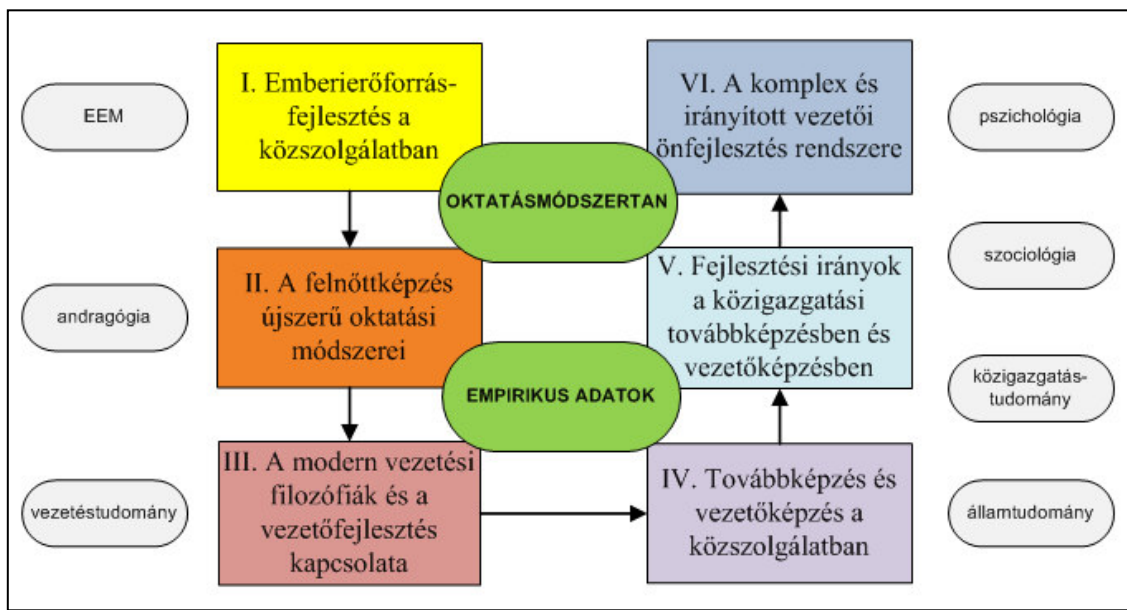 EEM
andragógia
vezetéstudomány
I. Emberierőforrás-
fejlesztés a
közszolgálatban
II. A felnőttképzés
újszerű oktatási
módszerei
III. A modern vezetési
filozófiák és a
vezetőfejlesztés
kapcsolata
OKTATÁSMÓDSZERTAN
EMPIRIKUS ADATOK
IV. Továbbképzés és
vezetőképzés a
közszolgálatban
V. Fejlesztési irányok
a közigazgatási
továbbképzésben és
vezetőképzésben
VI. A komplex és
irányított vezetői
önfejlesztés rendszere
pszichológia
szociológia
közigazgatás-
tudomány
államtudomány